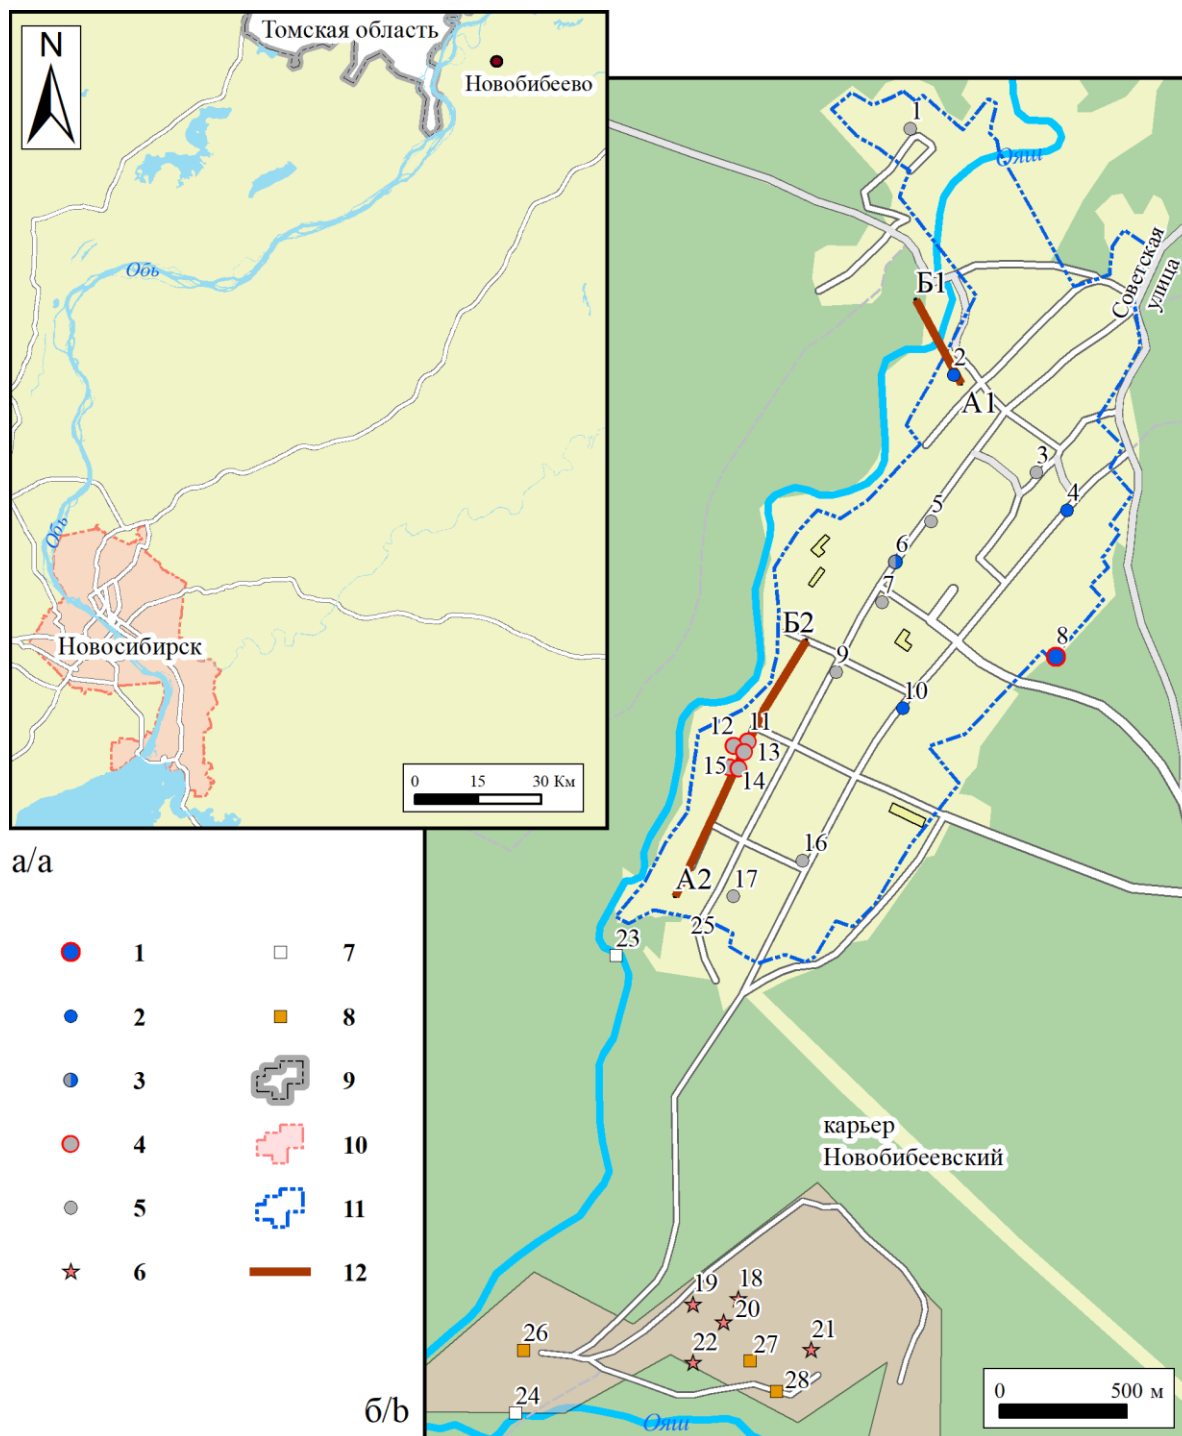 N
Томская область
Новобибеево
Обь
Обь
Новосибирск
0 15 30 Км
а/a
1
2
3
4
5
6
7
8
9
10
11
12
1
Ояш
Советская
улица
Б1
2
А1
3
4
5
6
7
8
Б2
9
10
11
12
13
15
14
16
А2
17
25
23
карьер
Новобибеевский
18
19
20
21
22
26
27
28
24
Ояш
0 500 м
б/b